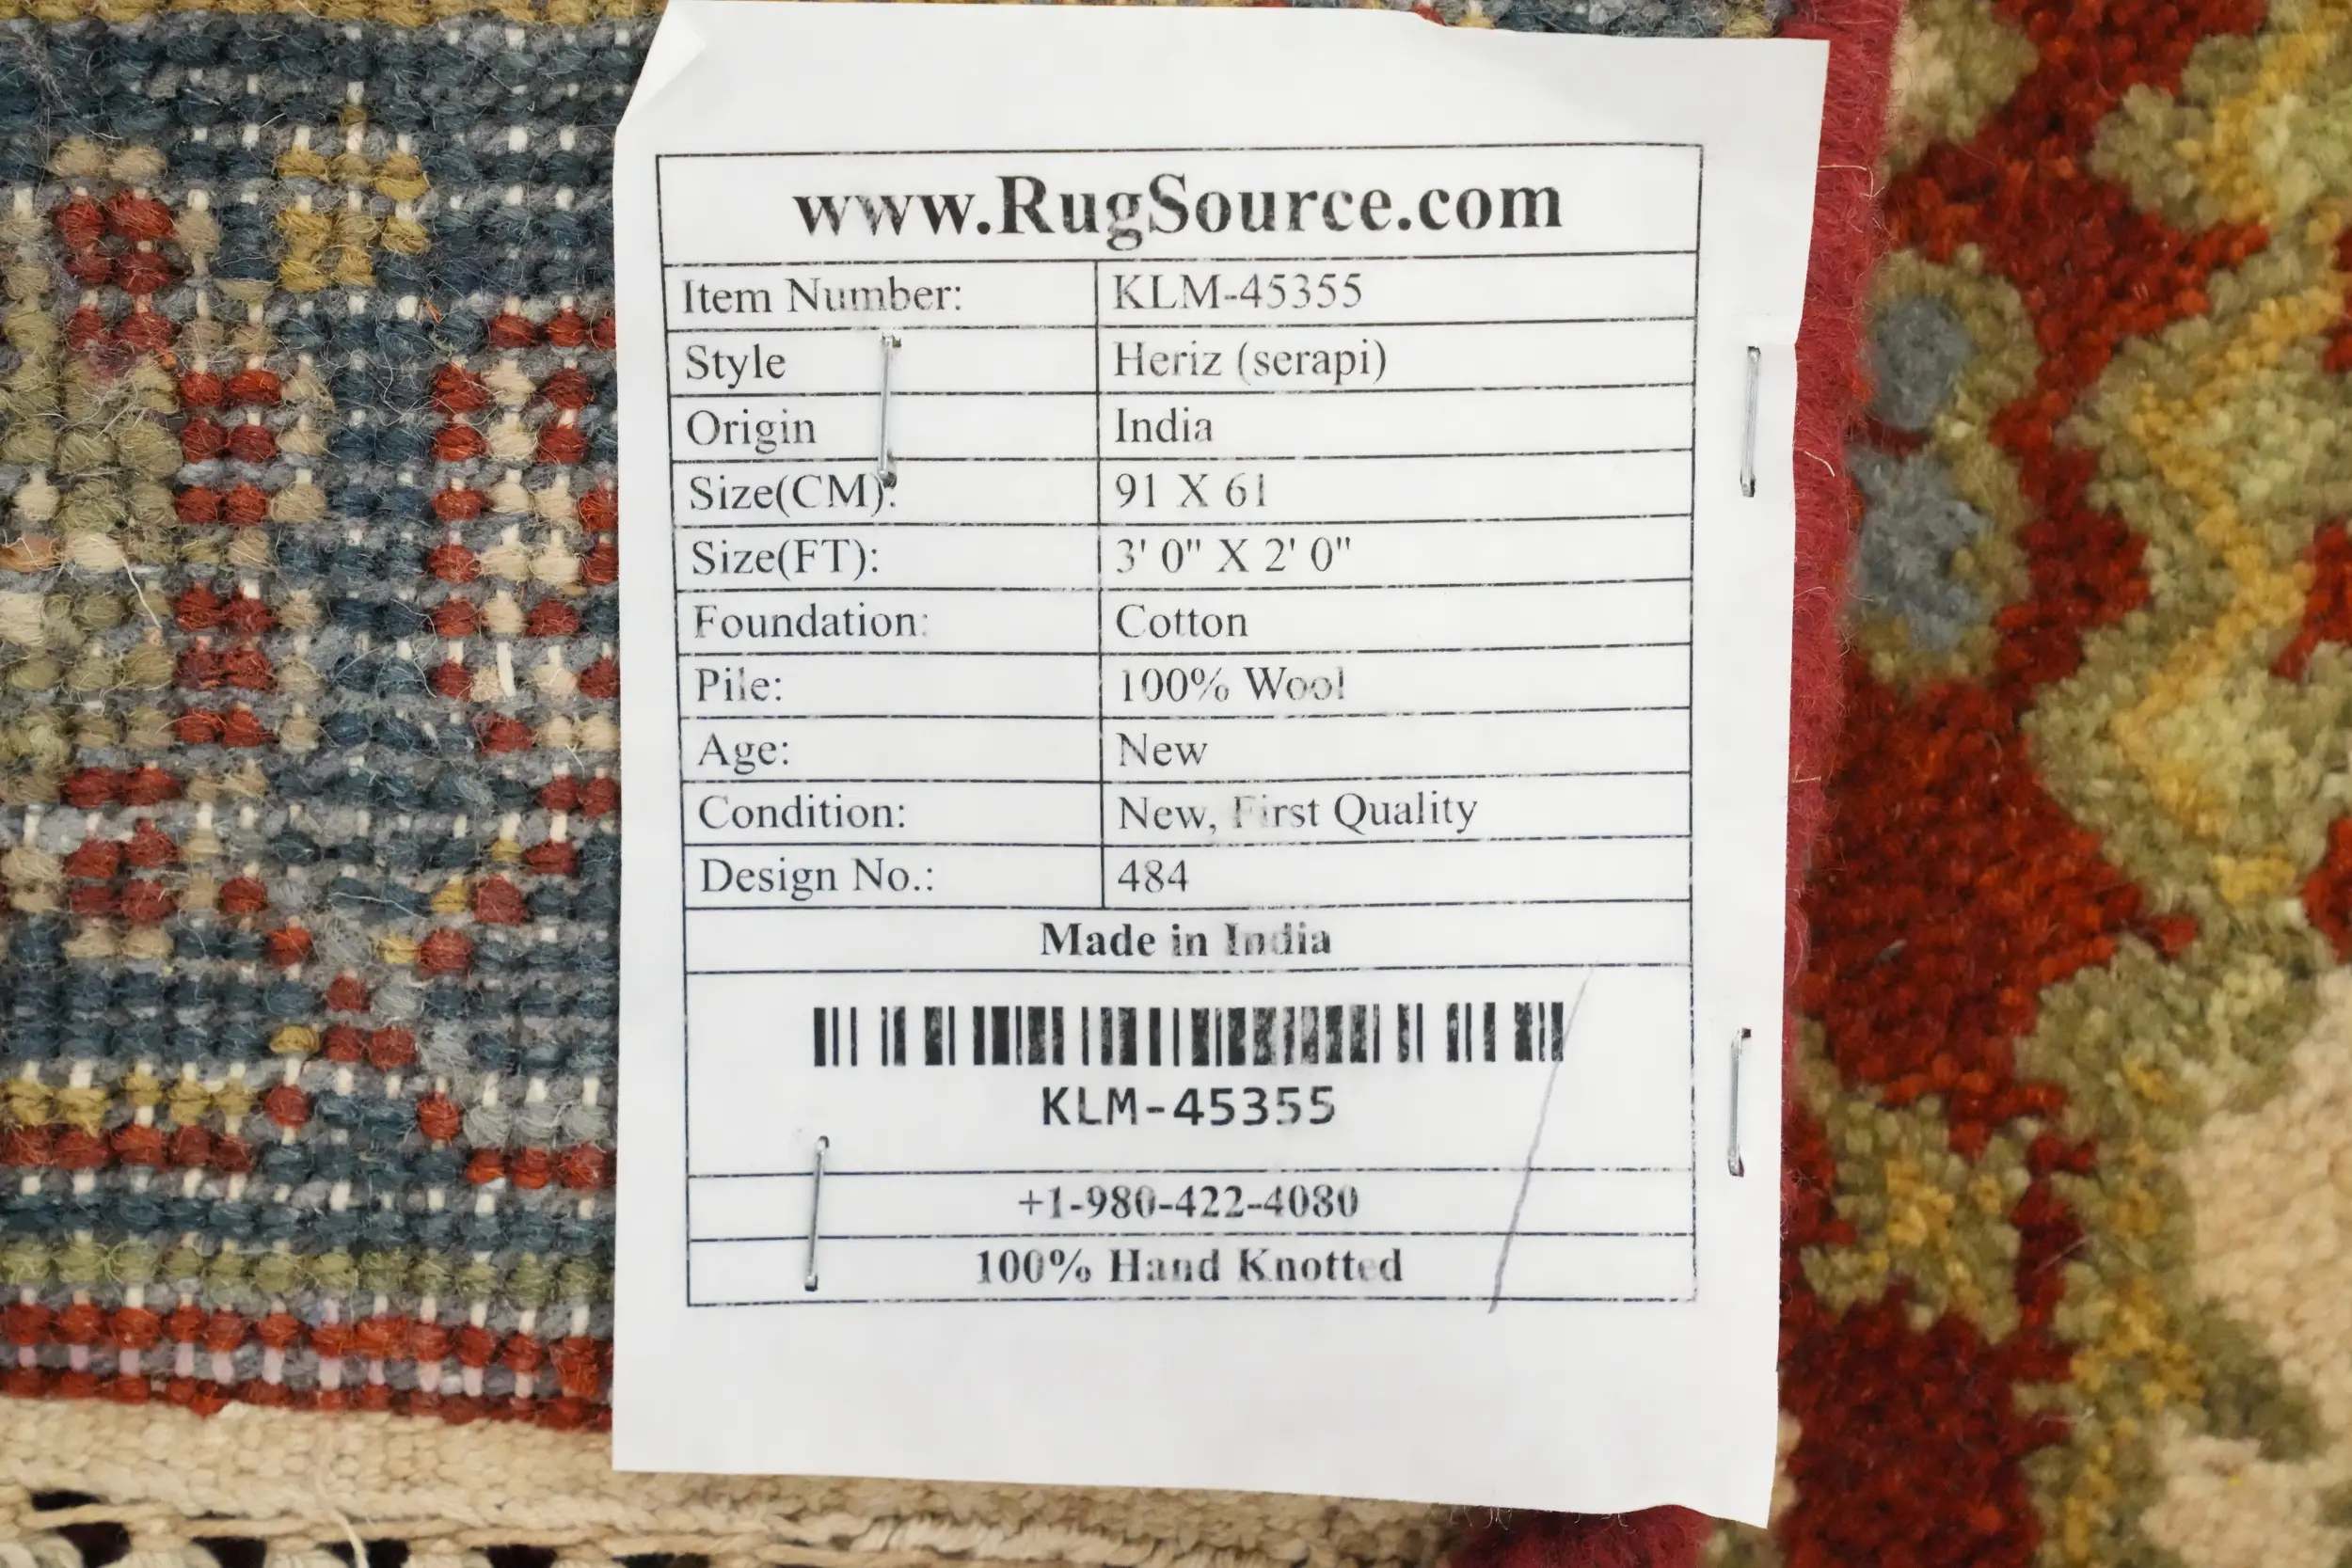 www.RugSource.com
Item Number: KLM-45355
Style Heriz (serapi)
Origin India
Size(CM): 91 X 61
Size(FT): 3' 0" X 2' 0"
Foundation: Cotton
Pile: 100% Wool
Age: New
Condition: New, First Quality
Design No.: 484
Made in India
KLM-45355
+1-980-422-4080
100% Hand Knotted